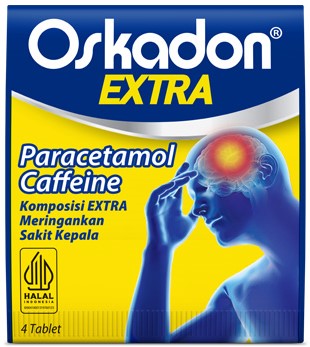 Oskadon®
EXTRA
Paracetamol
Caffeine
Komposisi EXTRA
Meringankan
Sakit Kepala
HALAL
INDONESIA
4 Tablet